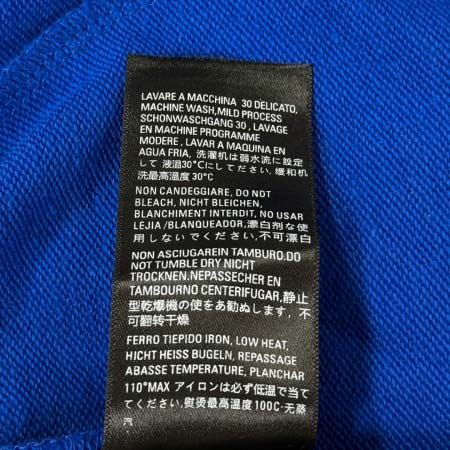 LAVARE A MACCHINA 30 DELICATO,
MACHINE WASH,MILD PROCESS
SCHONWASCHGANG 30 , LAVAGE
EN MACHINE PROGRAMME
MODERE , LAVAR A MAQUINA EN
AGUA FRIA, 洗濯机は弱水流に設定
して 液温30℃にしてください, 缓和机
洗最高温度30℃
NON CANDEGGIARE, DO NOT
BLEACH, NICHT BLEICHEN,
BLANCHIMENT INTERDIT, NO USAR
LEJIA /BLANQUEADOR,漂白剤な使
用しないでください,不可漂白
NON ASCIUGAREIN TAMBURO.DO
NOT TUMBLE DRY NICHT
TROCKNEN.NEPASSECHER EN
TAMBOURNO CENTERIFUGAR,静止
型乾爆機の使をあ勧ぬします, 不
可翻转干燥
FERRO TIEPIDO IRON, LOW HEAT,
HICHT HEISS BUGELN, REPASSAGE
ABASSE TEMPERATURE, PLANCHAR
110°MAX アイロンは必ず低温で当て
てください,熨烫最高温度100C-无蒸
汽